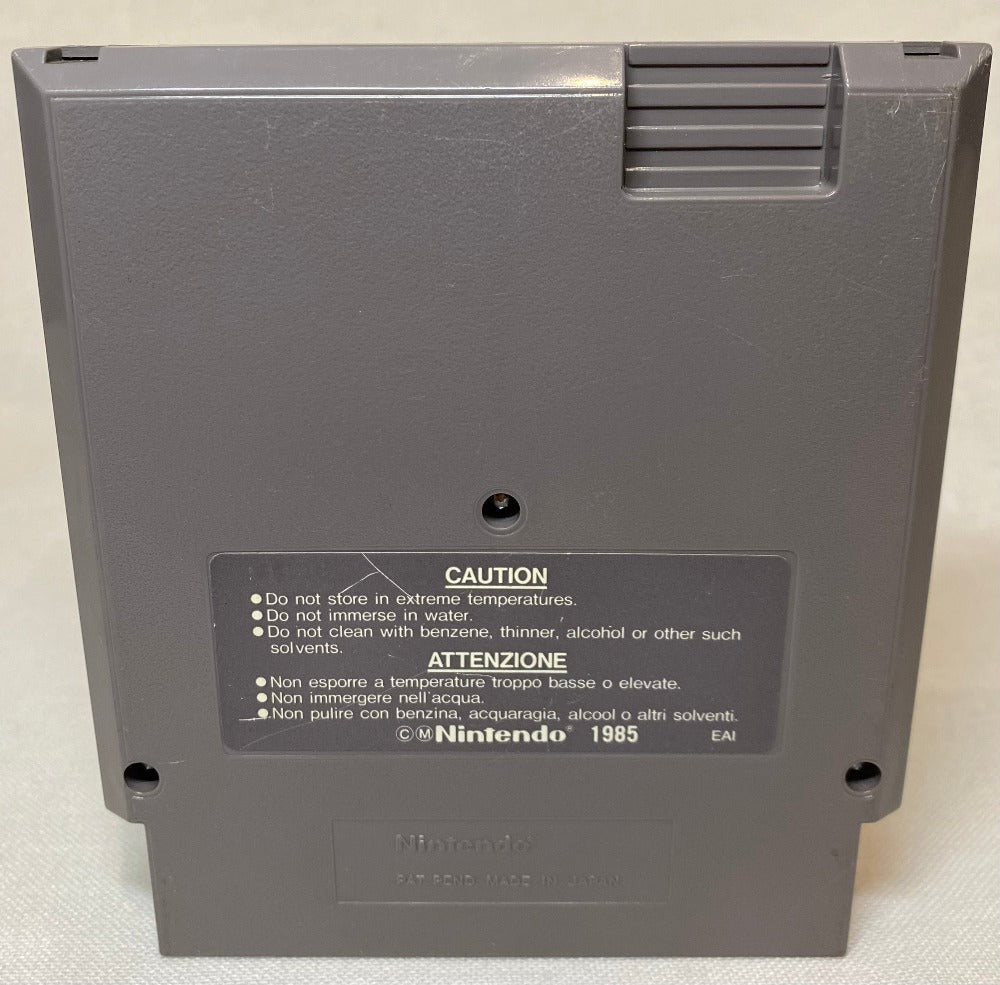 CAUTION
●Do not store in extreme temperatures.
●Do not immerse in water.
●Do not clean with benzene, thinner, alcohol or other such
solvents.
ATTENZIONE
●Non esporre a temperature troppo basse o elevate.
●Non immergere nell'acqua.
●Non pulire con benzina, acquaragia, alcool o altri solventi.
©Ⓜ Nintendo® 1985 EAI
Nintendo®
PAT. PEND. MADE IN JAPAN